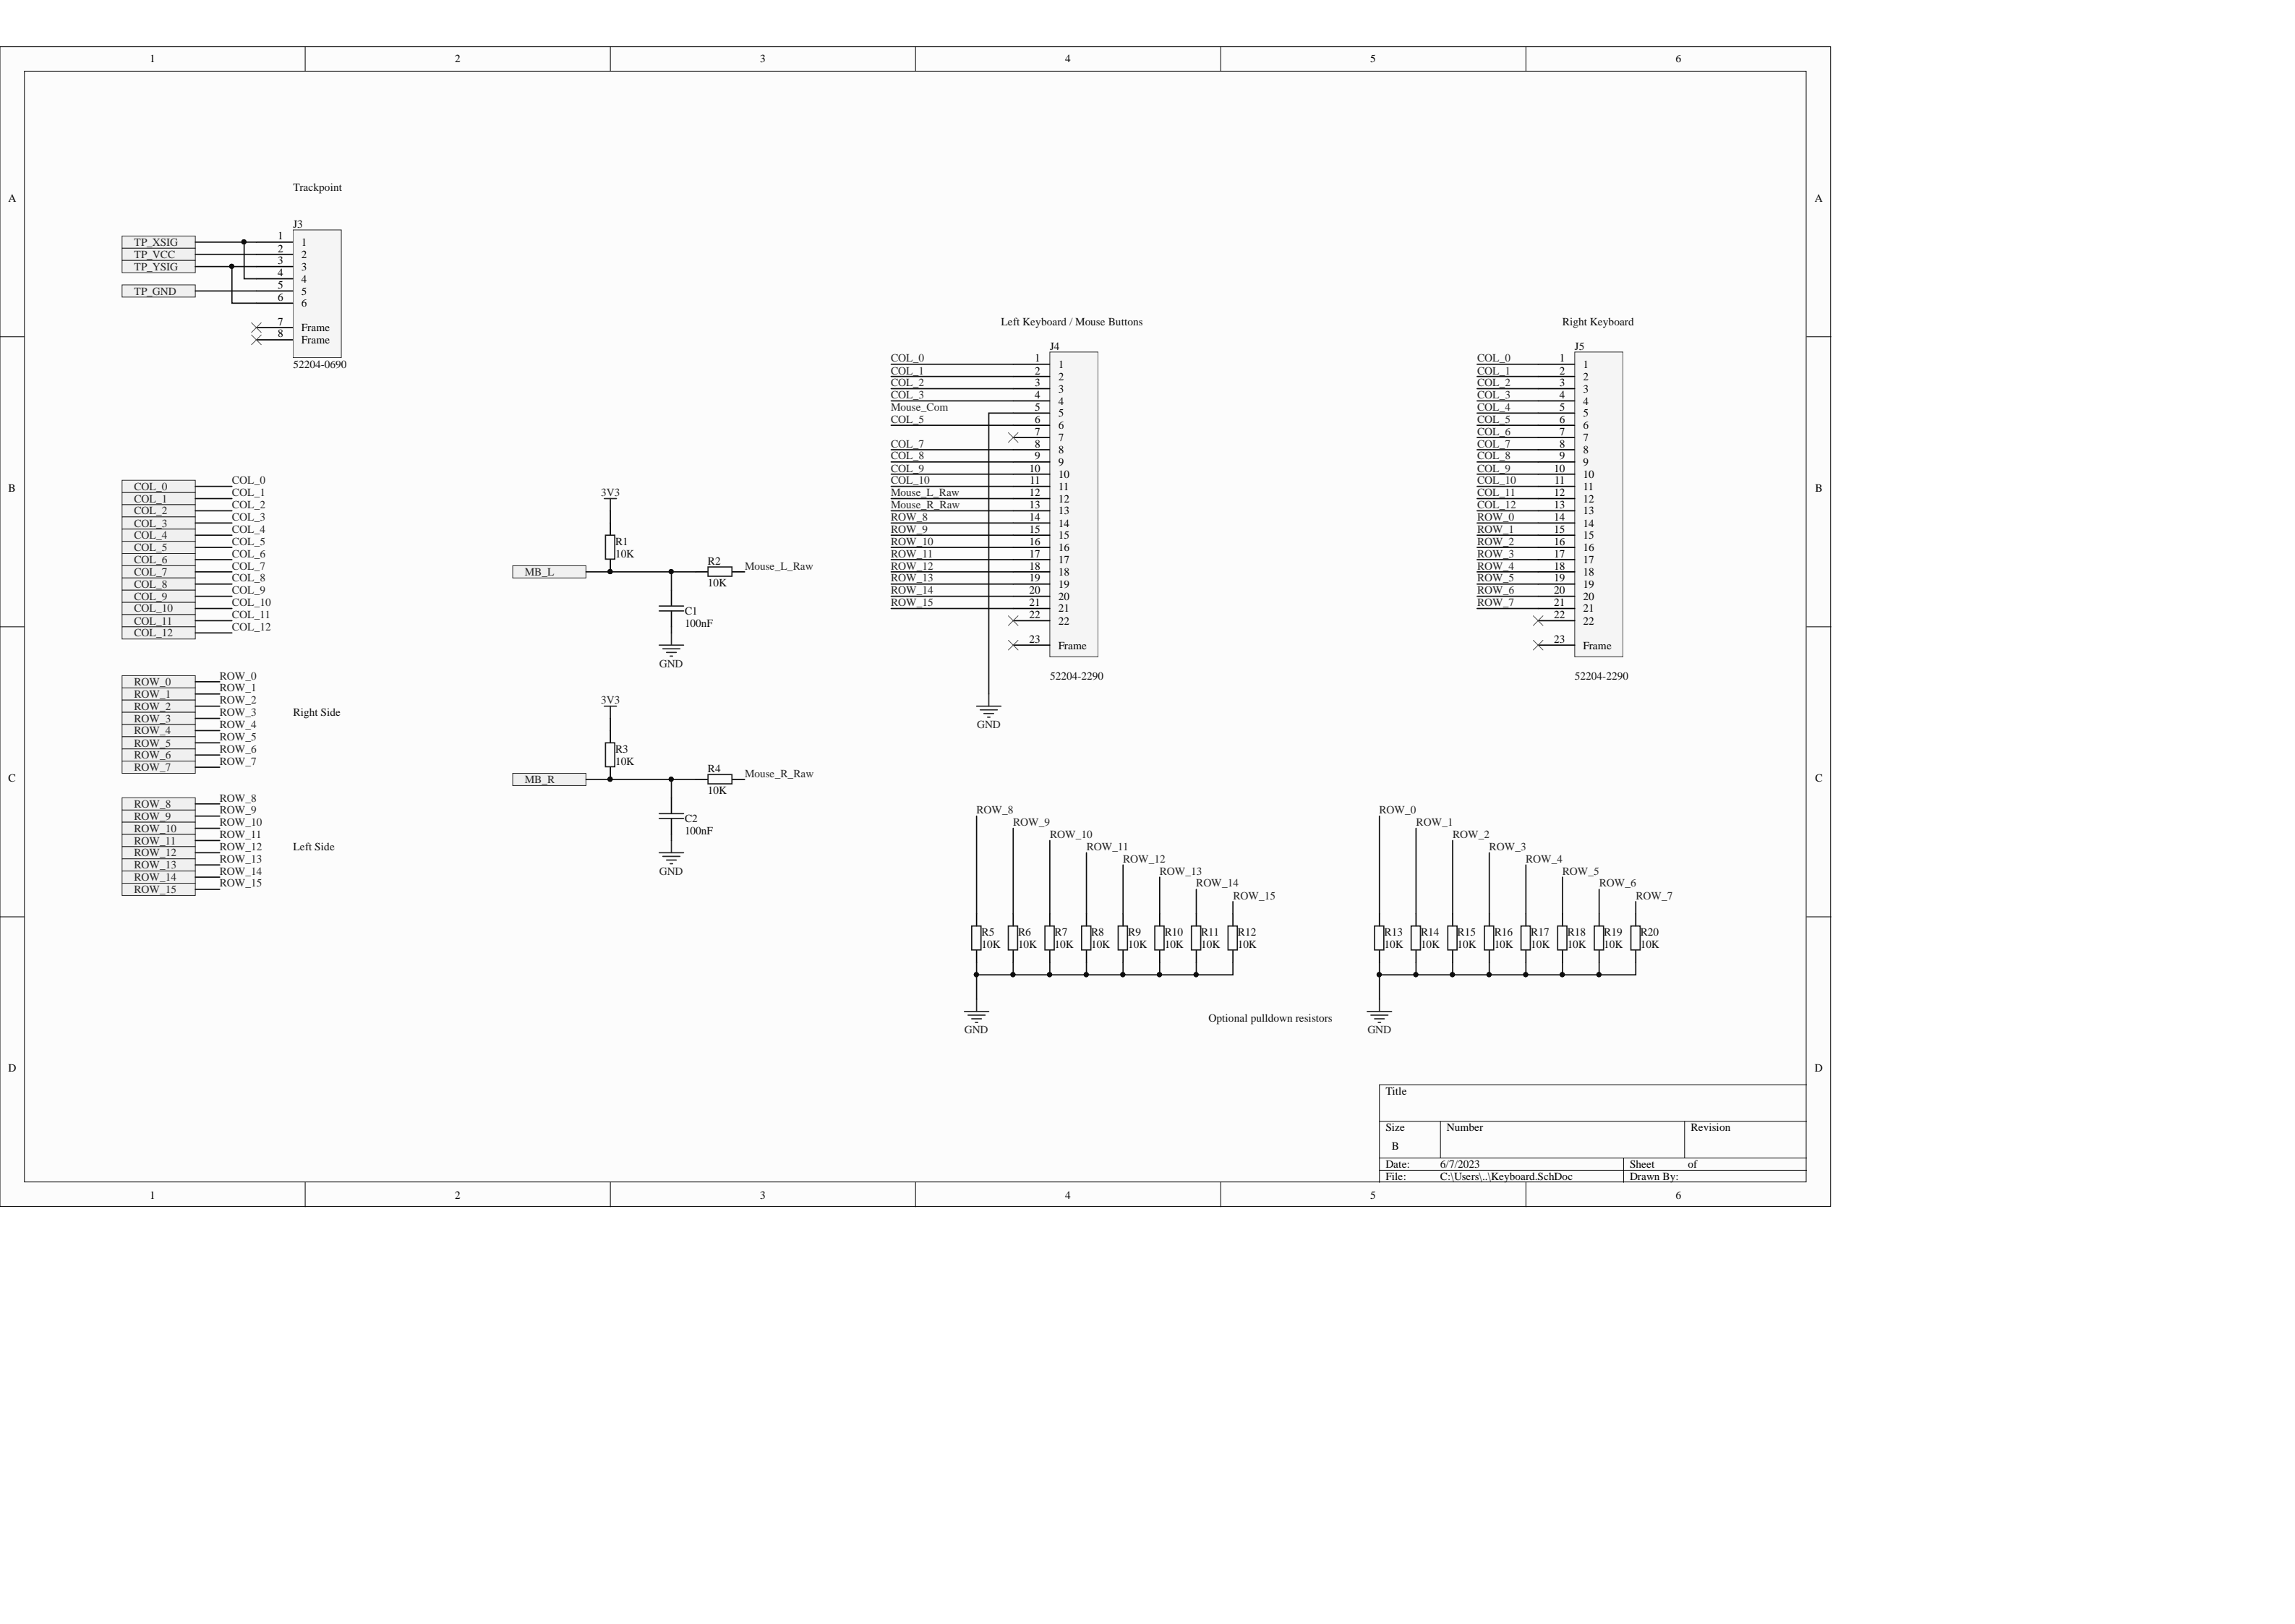 1 2 3 4 5 6
A A
Trackpoint
J3
TP_XSIG 1 1
TP_VCC 2 2
TP_YSIG 3 3
4 4
TP_GND 5 5
6 6
7 Frame
8 Frame
52204-0690
Left Keyboard / Mouse Buttons
J4
COL_0 1 1
COL_1 2 2
COL_2 3 3
COL_3 4 4
Mouse_Com 5 5
COL_5 6 6
7 7
COL_7 8 8
COL_8 9 9
COL_9 10 10
COL_10 11 11
Mouse_L_Raw 12 12
Mouse_R_Raw 13 13
ROW_8 14 14
ROW_9 15 15
ROW_10 16 16
ROW_11 17 17
ROW_12 18 18
ROW_13 19 19
ROW_14 20 20
ROW_15 21 21
22 22
23 Frame
52204-2290
GND
Right Keyboard
J5
COL_0 1 1
COL_1 2 2
COL_2 3 3
COL_3 4 4
COL_4 5 5
COL_5 6 6
COL_6 7 7
COL_7 8 8
COL_8 9 9
COL_9 10 10
COL_10 11 11
COL_11 12 12
COL_12 13 13
ROW_0 14 14
ROW_1 15 15
ROW_2 16 16
ROW_3 17 17
ROW_4 18 18
ROW_5 19 19
ROW_6 20 20
ROW_7 21 21
22 22
23 Frame
52204-2290
B B
COL_0 COL_0
COL_1 COL_1
COL_2 COL_2
COL_3 COL_3
COL_4 COL_4
COL_5 COL_5
COL_6 COL_6
COL_7 COL_7
COL_8 COL_8
COL_9 COL_9
COL_10 COL_10
COL_11 COL_11
COL_12 COL_12
3V3
R1
10K
MB_L
R2
10K
Mouse_L_Raw
C1
100nF
GND
ROW_0 ROW_0
ROW_1 ROW_1
ROW_2 ROW_2
ROW_3 ROW_3
ROW_4 ROW_4
ROW_5 ROW_5
ROW_6 ROW_6
ROW_7 ROW_7
Right Side
3V3
R3
10K
MB_R
R4
10K
Mouse_R_Raw
C2
100nF
GND
C C
ROW_8 ROW_8
ROW_9 ROW_9
ROW_10 ROW_10
ROW_11 ROW_11
ROW_12 ROW_12
ROW_13 ROW_13
ROW_14 ROW_14
ROW_15 ROW_15
Left Side
ROW_8
ROW_9
ROW_10
ROW_11
ROW_12
ROW_13
ROW_14
ROW_15
R5 R6 R7 R8 R9 R10 R11 R12
10K 10K 10K 10K 10K 10K 10K 10K
GND
ROW_0
ROW_1
ROW_2
ROW_3
ROW_4
ROW_5
ROW_6
ROW_7
R13 R14 R15 R16 R17 R18 R19 R20
10K 10K 10K 10K 10K 10K 10K 10K
GND
Optional pulldown resistors
D D
Title
Size Number Revision
B
Date: 6/7/2023 Sheet of
File: C:\Users\..\Keyboard.SchDoc Drawn By:
1 2 3 4 5 6